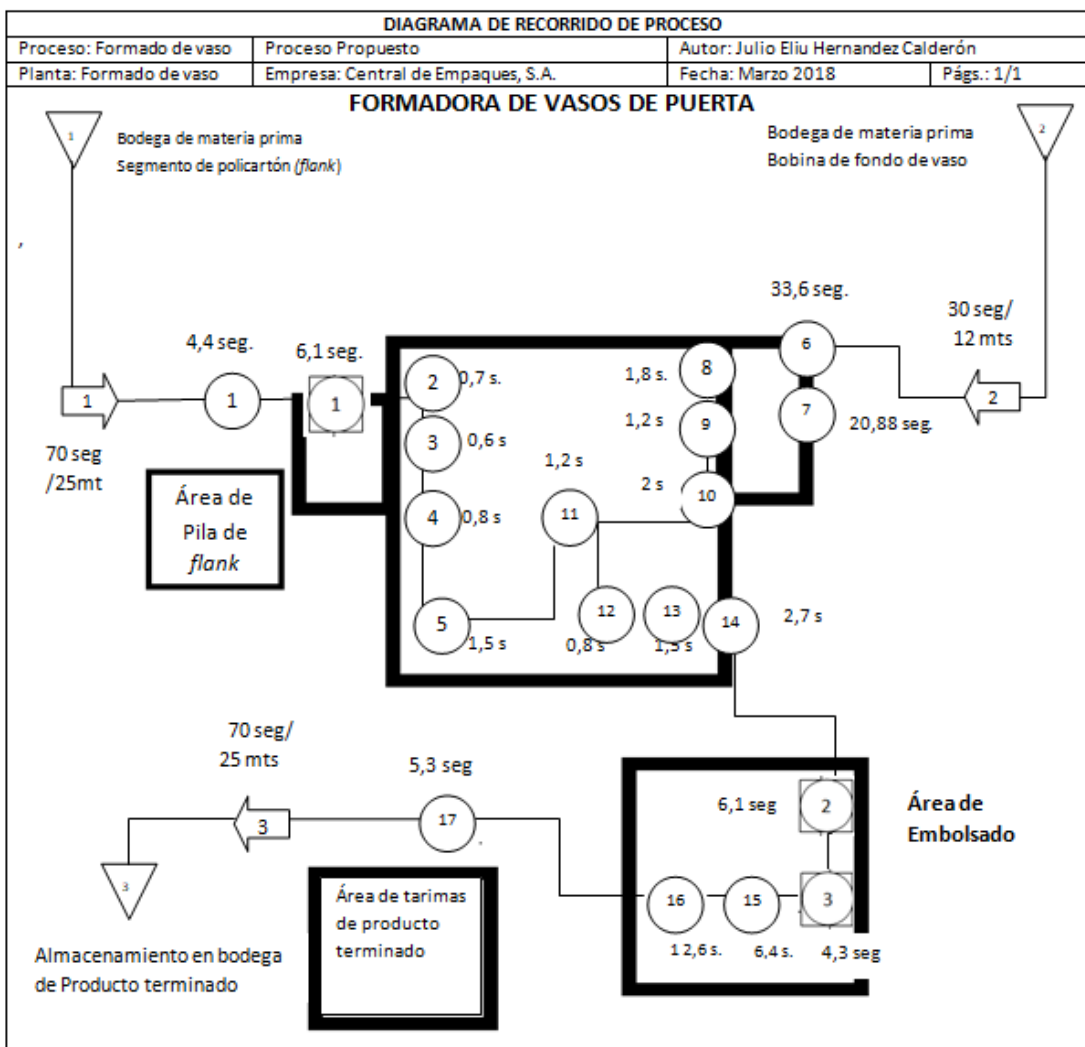 DIAGRAMA DE RECORRIDO DE PROCESO
Proceso: Formado de vaso
Proceso Propuesto
Autor: Julio Eliu Hernandez Calderón
Planta: Formado de vaso
Empresa: Central de Empaques, S.A.
Fecha: Marzo 2018
Págs.: 1/1
FORMADORA DE VASOS DE PUERTA
1
Bodega de materia prima
Segmento de policartón (flank)
Bodega de materia prima
Bobina de fondo de vaso
2
,
33,6 seg.
30 seg/
12 mts
4,4 seg.
6,1 seg.
1
1
1
2
0,7 s.
1,8 s.
8
6
2
3
0,6 s
1,2 s
9
7
20,88 seg.
70 seg
/25mt
1,2 s
2 s
10
Área de
Pila de
flank
4
0,8 s
11
5
1,5 s
12
0,8 s
13
1,5 s
14
2,7 s
70 seg/
25 mts
5,3 seg
3
17
.
6,1 seg
2
Área de
Embolsado
3
Área de tarimas
de producto
terminado
16
15
3
12,6 s.
6,4 s.
4,3 seg
Almacenamiento en bodega
de Producto terminado